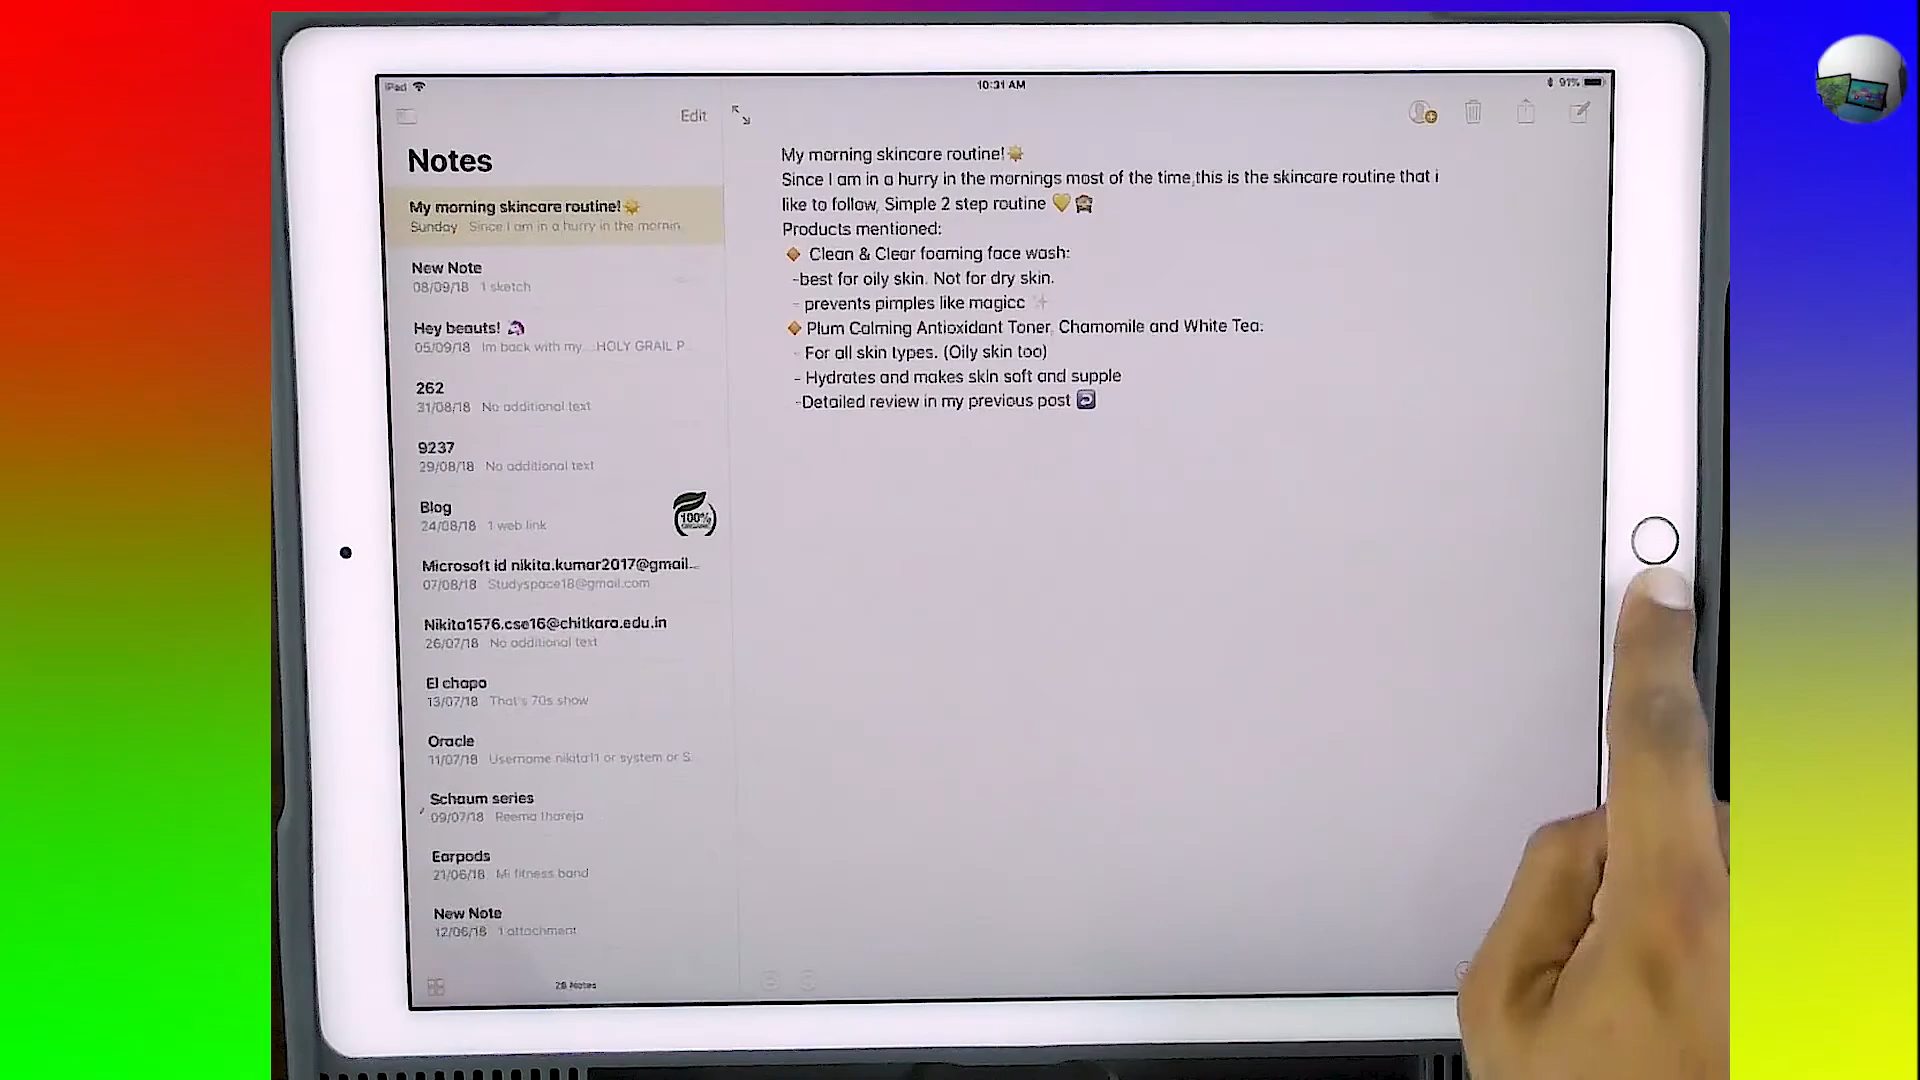 iPad
10:31 AM
91%
Edit
Notes
My morning skincare routine!
Sunday Since I am in a hurry in the mornin
New Note
08/09/18 1 sketch
Hey beauts!
05/09/18 Im back with my....HOLY GRAIL P...
262
31/08/18 No additional text
9237
29/08/18 No additional text
Blog
24/08/18 1 web link
100%
Microsoft id nikita.kumar2017@gmail...
07/08/18 Studyspace18@gmail.com
Nikita1576.cse16@chitkara.edu.in
26/07/18 No additional text
El chapo
13/07/18 That's 70s show
Oracle
11/07/18 Username nikita11 or system or S
Schaum series
09/07/18 Reema thareja
Earpods
21/06/18 Mi fitness band
New Note
12/06/18 1 attachment
Notes
My morning skincare routine!
Since I am in a hurry in the mornings most of the time,this is the skincare routine that i
like to follow, Simple 2 step routine
Products mentioned:
Clean & Clear foaming face wash:
-best for oily skin. Not for dry skin.
- prevents pimples like magicc
Plum Calming Antioxidant Toner, Chamomile and White Tea:
- For all skin types. (Oily skin too)
- Hydrates and makes skin soft and supple
-Detailed review in my previous post